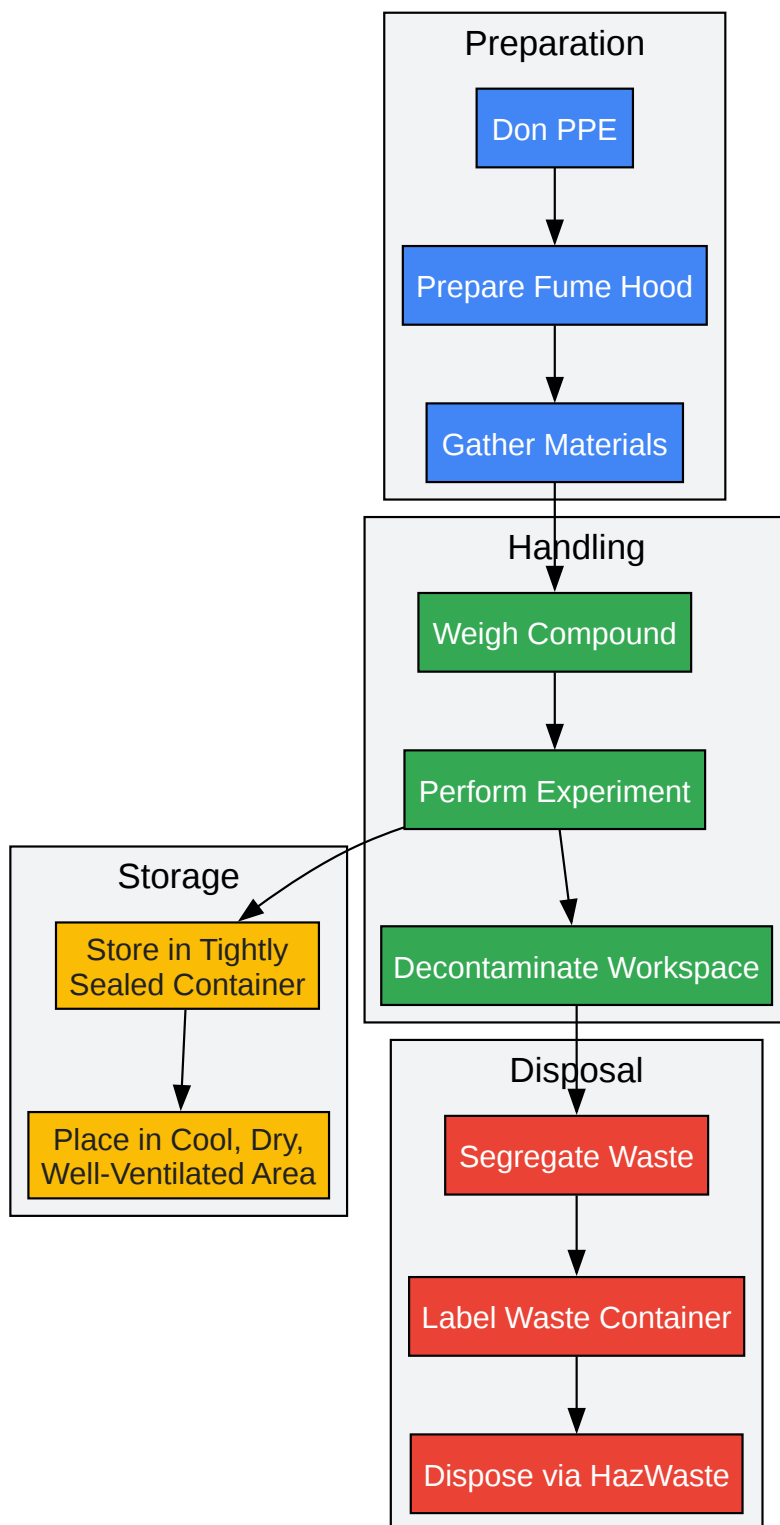 Preparation
Don PPE
Prepare Fume Hood
Gather Materials
Handling
Weigh Compound
Perform Experiment
Decontaminate Workspace
Storage
Store in Tightly
Sealed Container
Place in Cool, Dry,
Well-Ventilated Area
Disposal
Segregate Waste
Label Waste Container
Dispose via HazWaste